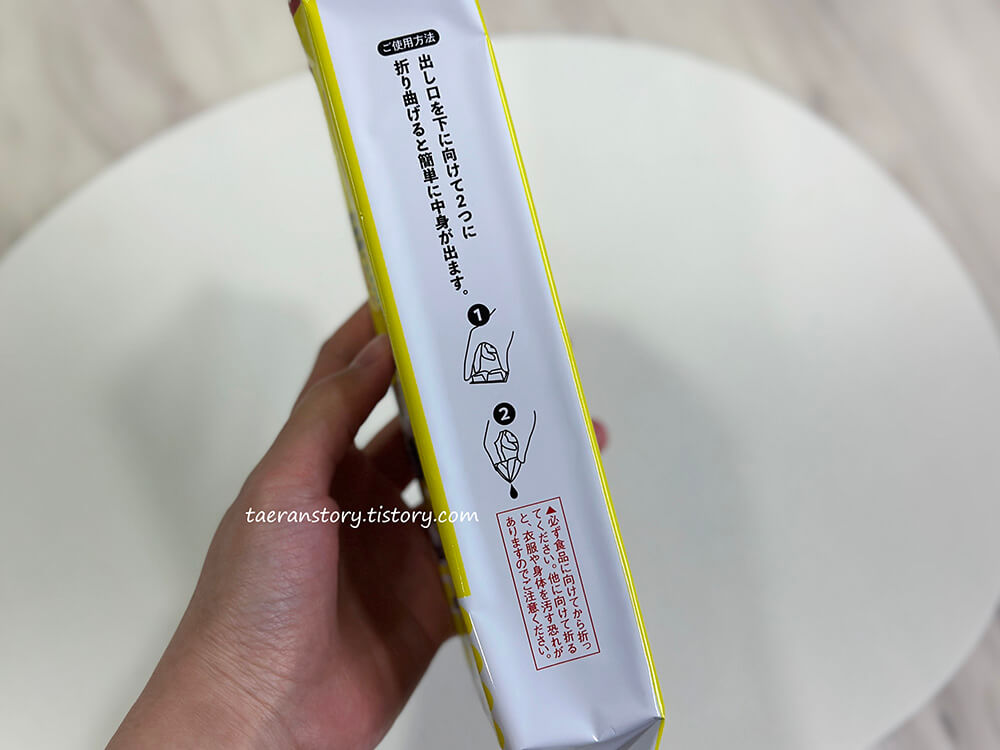 ご使用方法
出し口を下に向けて2つに
折り曲げると簡単に中身が出ます。
1
2
▲必ず食品に向けてから折っ
てください。他に向けて折る
と、衣服や身体を汚す恐れが
ありますのでご注意ください。
taeranstory.tistory.com